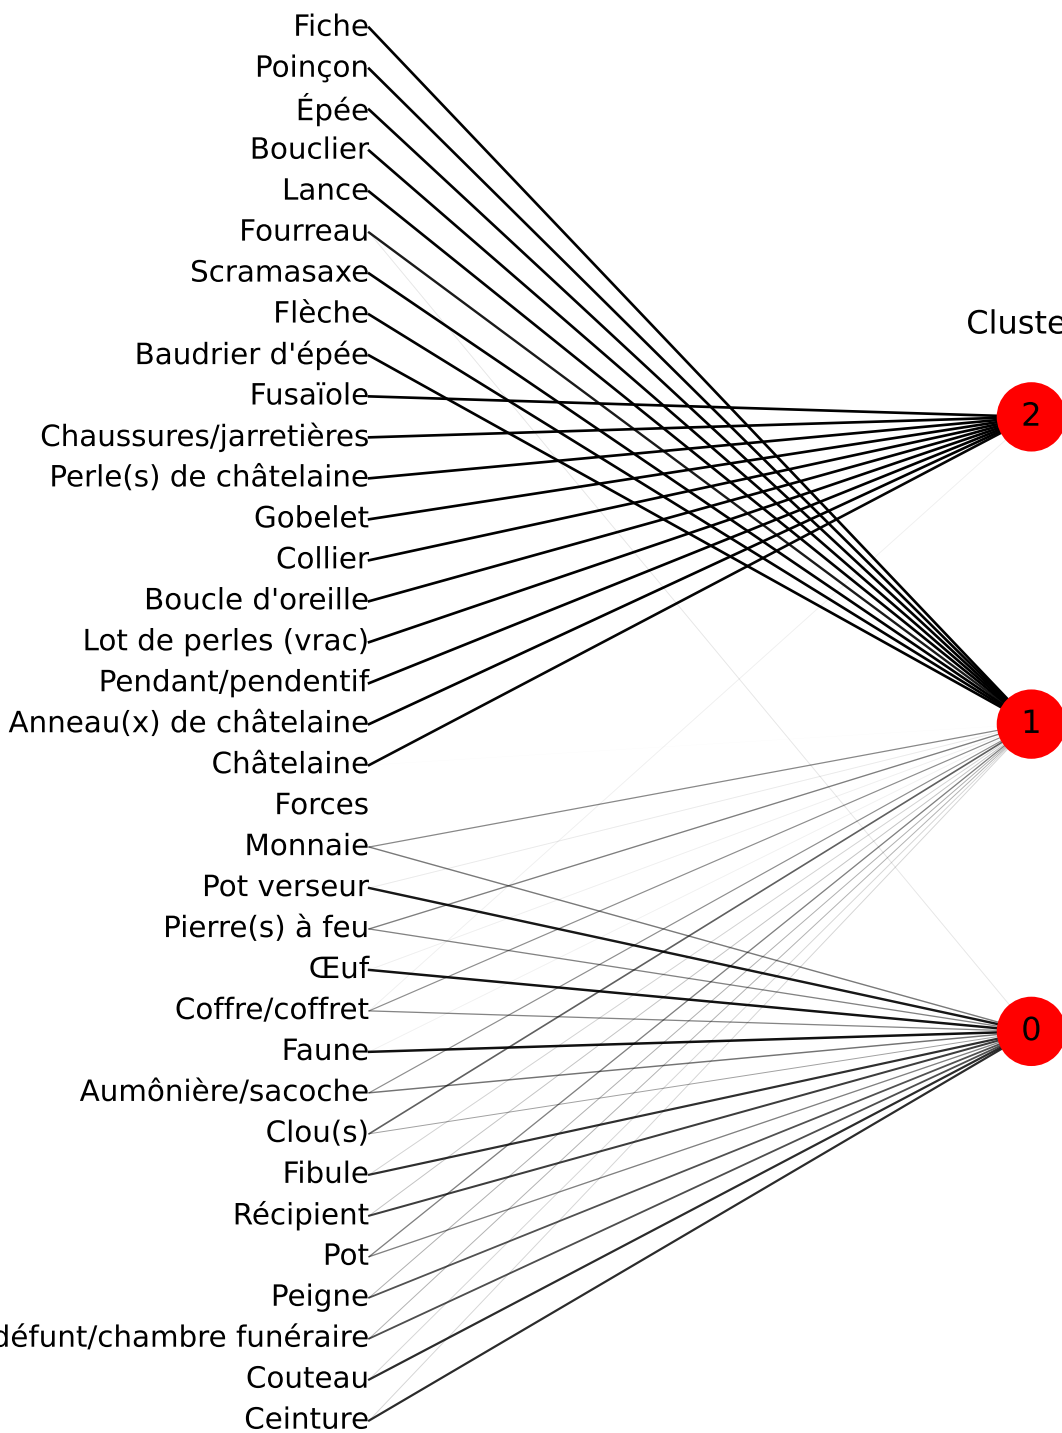 Fiche
Poinçon
Épée
Bouclier
Lance
Fourreau
Scramasaxe
Flèche
Cluste
Baudrier d'épée
Fusaïole
2
Chaussures/jarretières
Perle(s) de châtelaine
Gobelet
Collier
Boucle d'oreille
Lot de perles (vrac)
Pendant/pendentif
Anneau(x) de châtelaine
1
Châtelaine
Forces
Monnaie
Pot verseur
Pierre(s) à feu
Œuf
Coffre/coffret
0
Faune
Aumônière/sacoche
Clou(s)
Fibule
Récipient
Pot
Peigne
défunt/chambre funéraire
Couteau
Ceinture